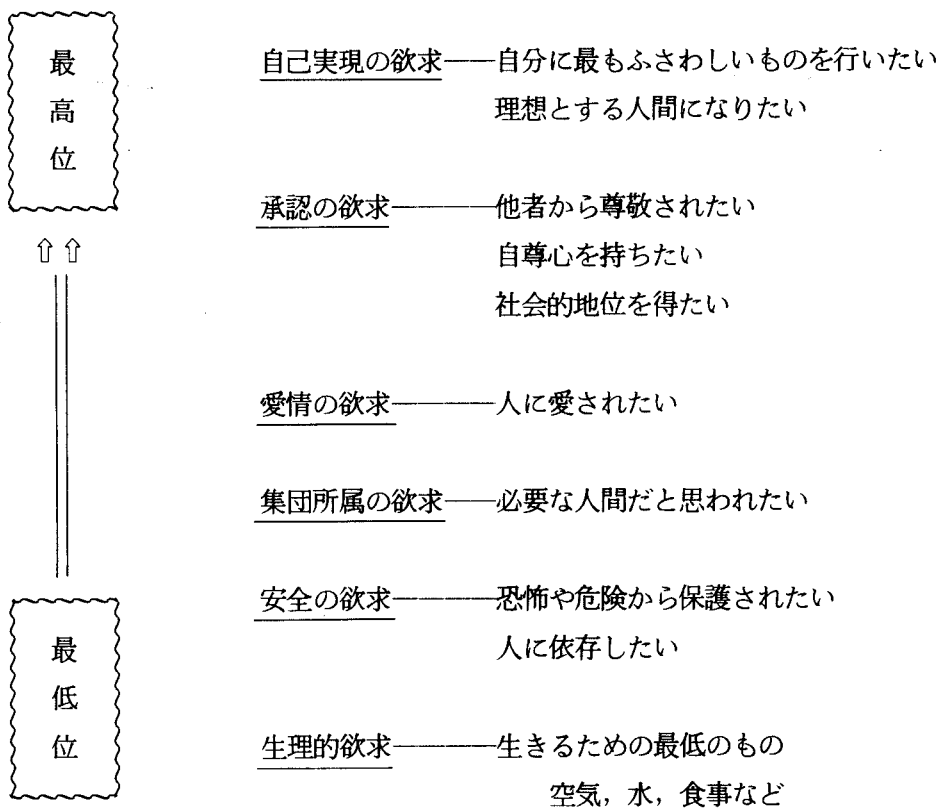 最高位
自己実現の欲求――自分に最もふさわしいものを行いたい
理想とする人間になりたい
承認の欲求――――他者から尊敬されたい
自尊心を持ちたい
社会的地位を得たい
⇧⇧
愛情の欲求――――人に愛されたい
集団所属の欲求――必要な人間だと思われたい
安全の欲求――――恐怖や危険から保護されたい
人に依存したい
最低位
生理的欲求――――生きるための最低のもの
空気，水，食事など